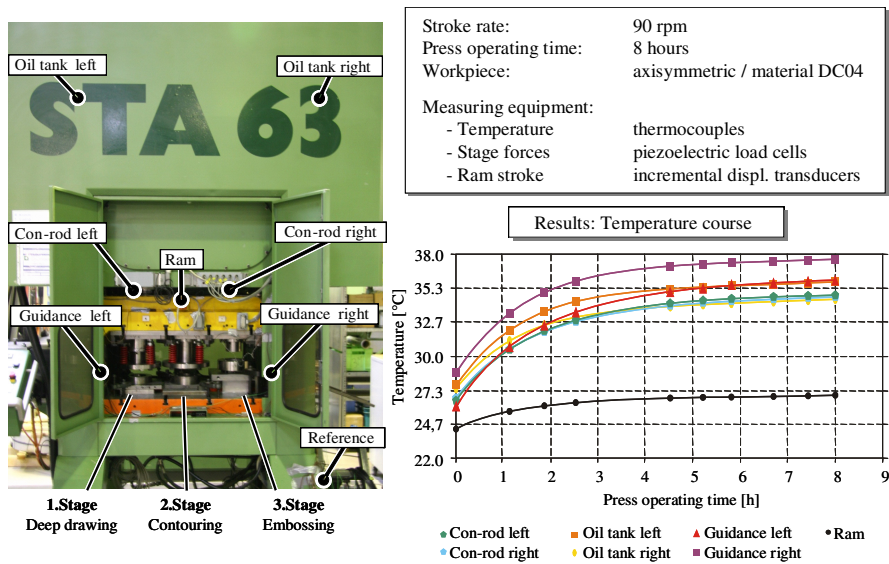 Oil tank left
Oil tank right
STA 63
Con-rod left
Ram
Con-rod right
Guidance left
Guidance right
Reference
1.Stage
Deep drawing
2.Stage
Contouring
3.Stage
Embossing
Stroke rate: 90 rpm
Press operating time: 8 hours
Workpiece: axisymmetric / material DC04
Measuring equipment:
- Temperature thermocouples
- Stage forces piezoelectric load cells
- Ram stroke incremental displ. transducers
Results: Temperature course
Temperature [°C]
38.0
35.3
32.7
30.0
27.3
24.7
22.0
0 1 2 3 4 5 6 7 8 9
Press operating time [h]
Con-rod left Oil tank left Guidance left Ram
Con-rod right Oil tank right Guidance right